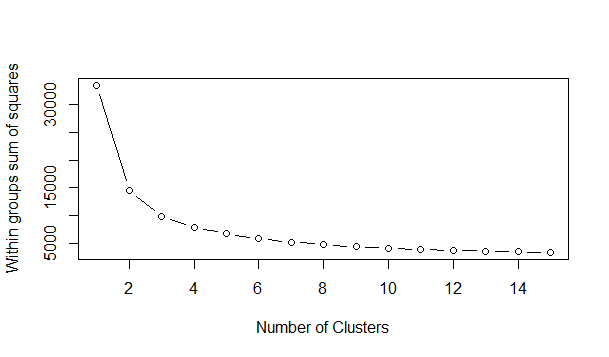 Within groups sum of squares
30000
15000
5000
2 4 6 8 10 12 14
Number of Clusters